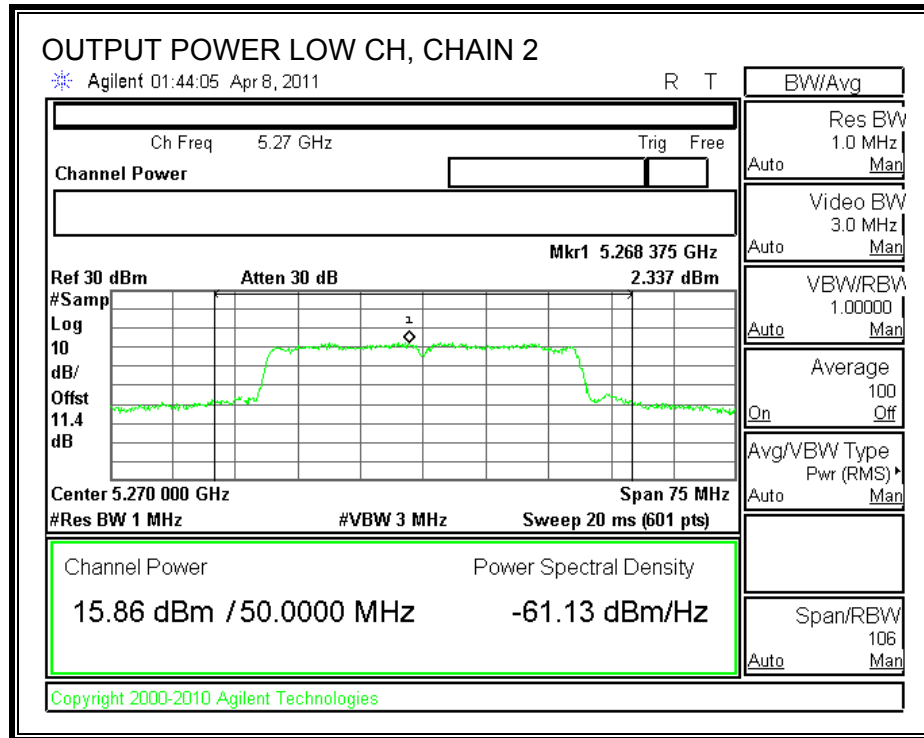 OUTPUT POWER LOW CH, CHAIN 2
Agilent 01:44:05 Apr 8, 2011 R T
Ch Freq 5.27 GHz Trig Free
Channel Power
Mkr1 5.268 375 GHz
Ref 30 dBm Atten 30 dB 2.337 dBm
#Samp
Log
10
dB/
Offst
11.4
dB
1
Center 5.270 000 GHz Span 75 MHz
#Res BW 1 MHz #VBW 3 MHz Sweep 20 ms (601 pts)
Channel Power Power Spectral Density
15.86 dBm / 50.0000 MHz -61.13 dBm/Hz
Copyright 2000-2010 Agilent Technologies
BW/Avg
Res BW
1.0 MHz
Auto Man
Video BW
3.0 MHz
Auto Man
VBW/RBW
1.00000
Auto Man
Average
100
On Off
Avg/VBW Type
Pwr (RMS)
Auto Man
Span/RBW
106
Auto Man